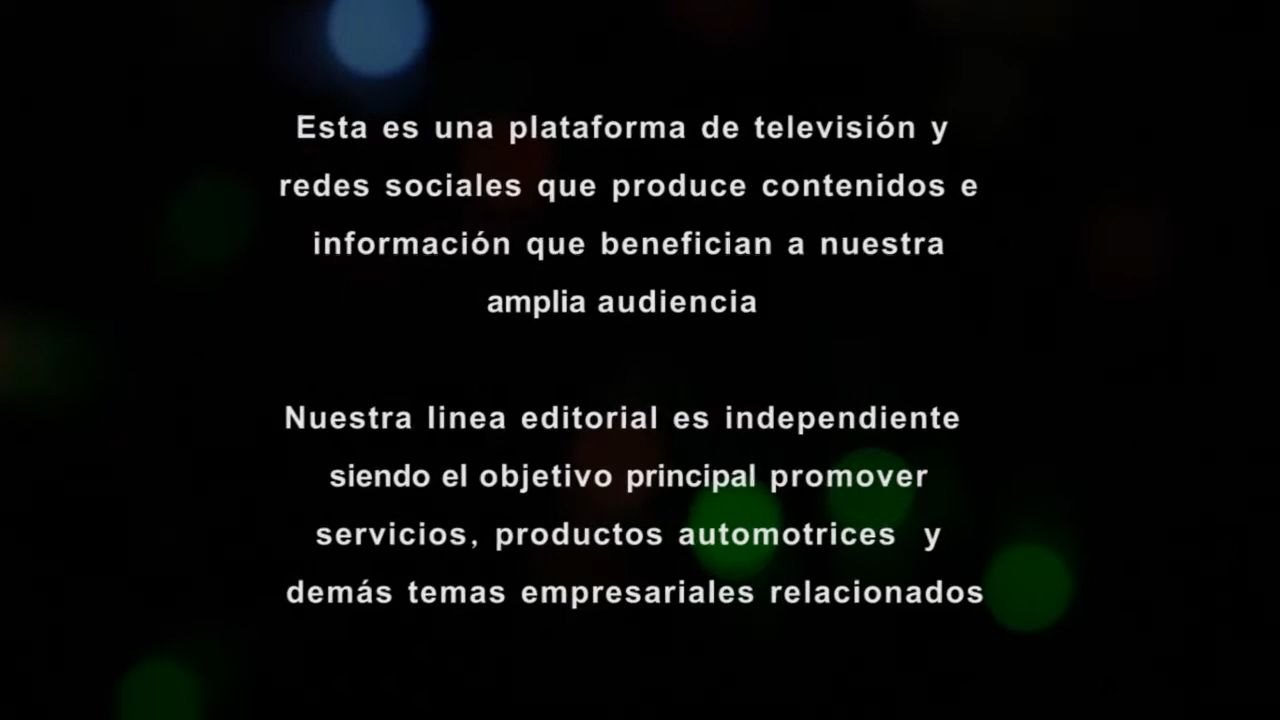 Esta es una plataforma de televisión y
redes sociales que produce contenidos e
información que benefician a nuestra
amplia audiencia
Nuestra linea editorial es independiente
siendo el objetivo principal promover
servicios, productos automotrices y
demás temas empresariales relacionados